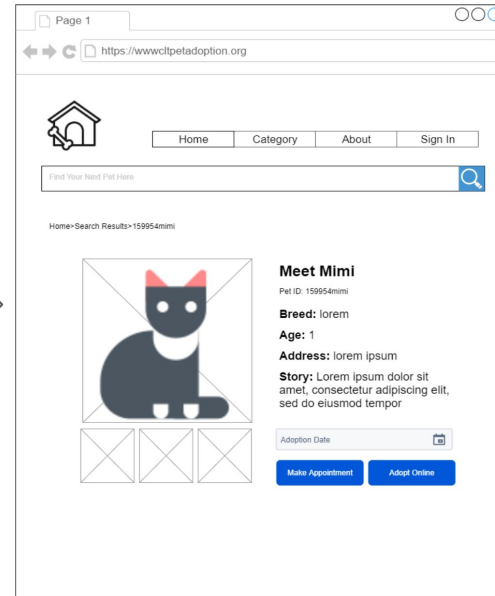 Page 1
https://wwwcltpetadoption.org
Home Category About Sign In
Find Your Next Pet Here
Home>Search Results>159954mimi
Meet Mimi
Pet ID: 159954mimi
Breed: lorem
Age: 1
Address: lorem ipsum
Story: Lorem ipsum dolor sit
amet, consectetur adipiscing elit,
sed do eiusmod tempor
Adoption Date
Make Appointment Adopt Online